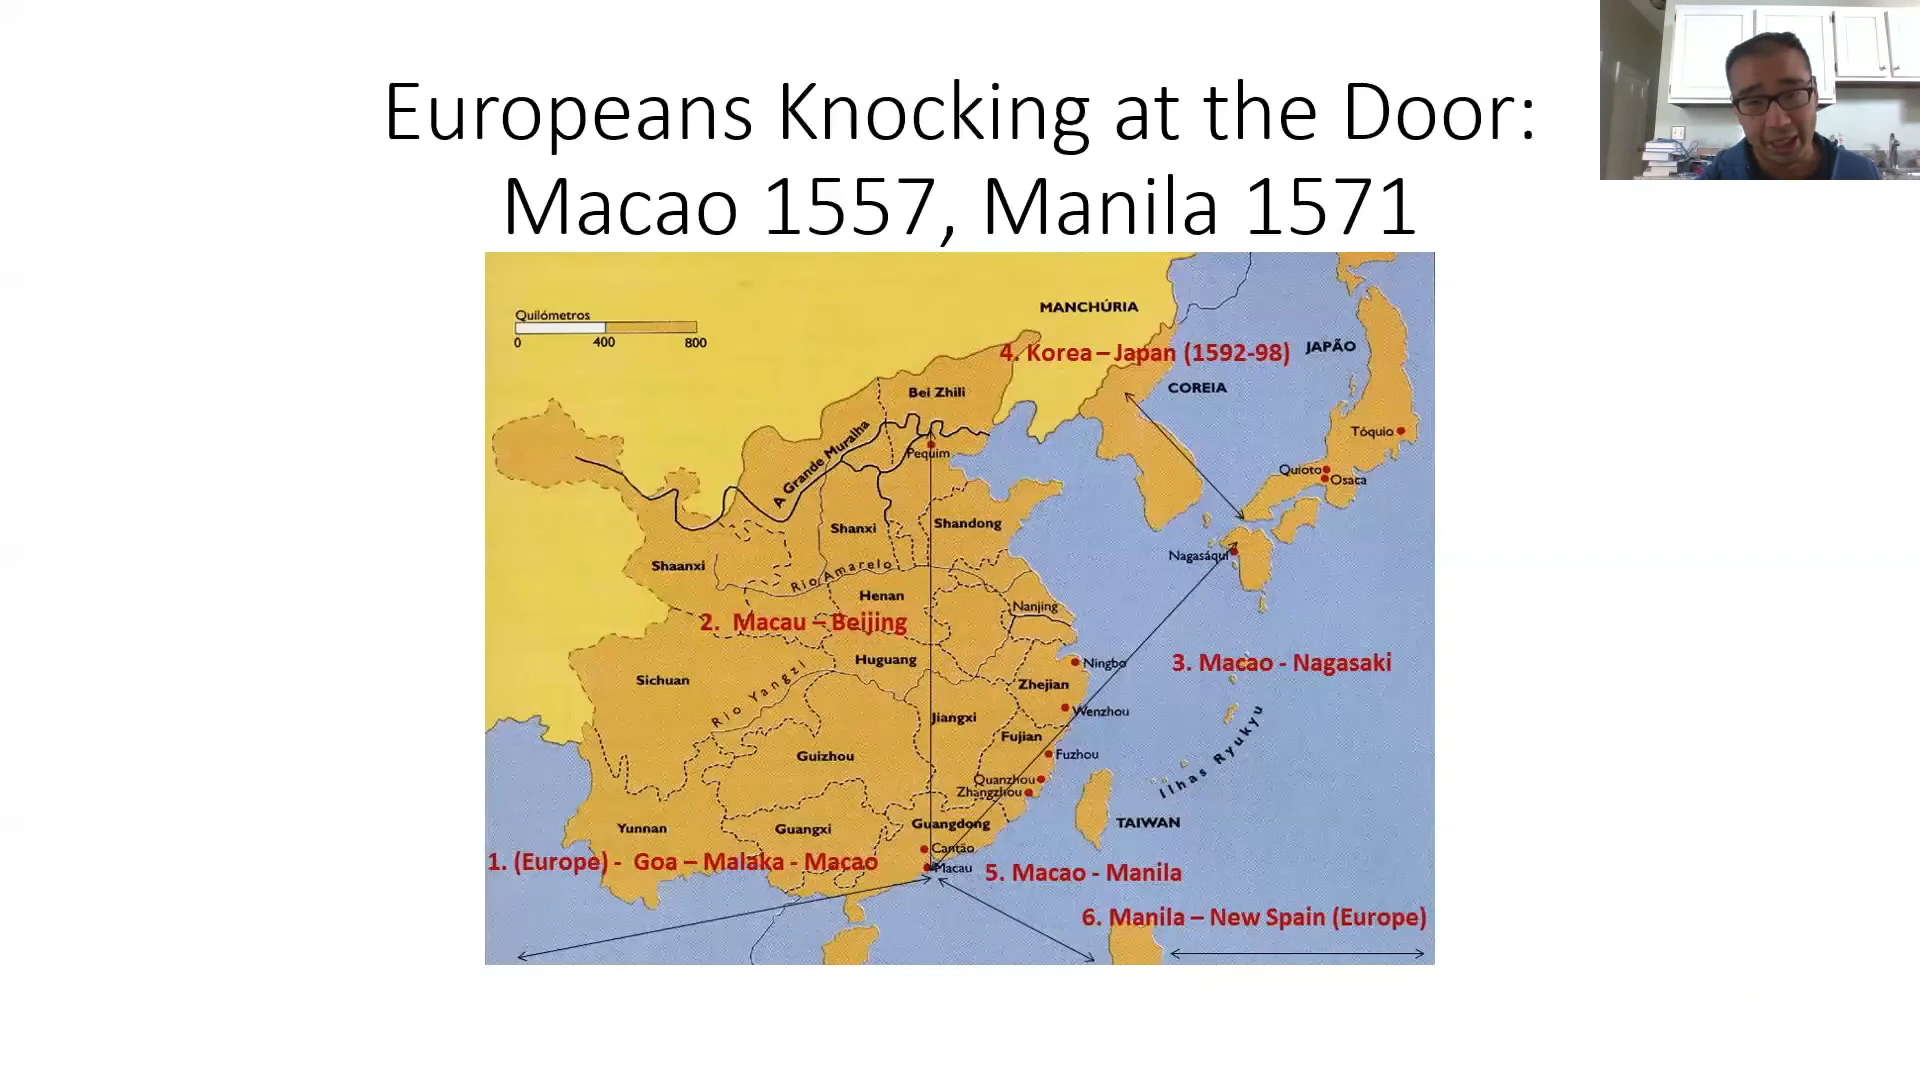 Europeans Knocking at the Door:
Macao 1557, Manila 1571
Quilómetros
0 400 800
MANCHÚRIA
4. Korea – Japan (1592-98)
JAPÃO
COREIA
Bei Zhili
A Grande Muralha
Pequim
Tóquio
Quioto
Osaca
Shanxi
Shandong
Nagasáqui
Shaanxi
Rio Amarelo
Henan
Nanjing
2. Macau – Beijing
Huguang
Ningbo
3. Macao - Nagasaki
Sichuan
Rio Yangzi
Zhejian
Jiangxi
Wenzhou
Fujian
Ilhas Ryukyu
Guizhou
Fuzhou
Quanzhou
Zhangzhou
Yunnan
Guangxi
Guangdong
TAIWAN
Cantão
1. (Europe) - Goa – Malaka - Macao
Macau
5. Macao - Manila
6. Manila – New Spain (Europe)